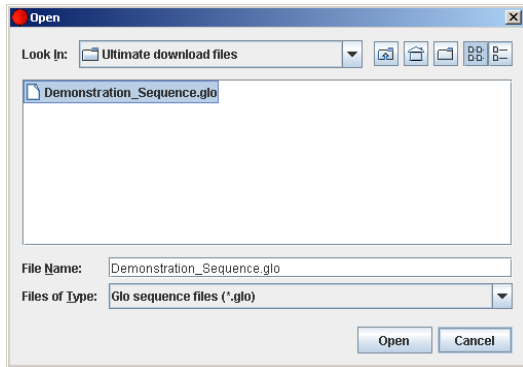 Open
Look In: Ultimate download files
Demonstration_Sequence.glo
File Name: Demonstration_Sequence.glo
Files of Type: Glo sequence files (*.glo)
Open Cancel